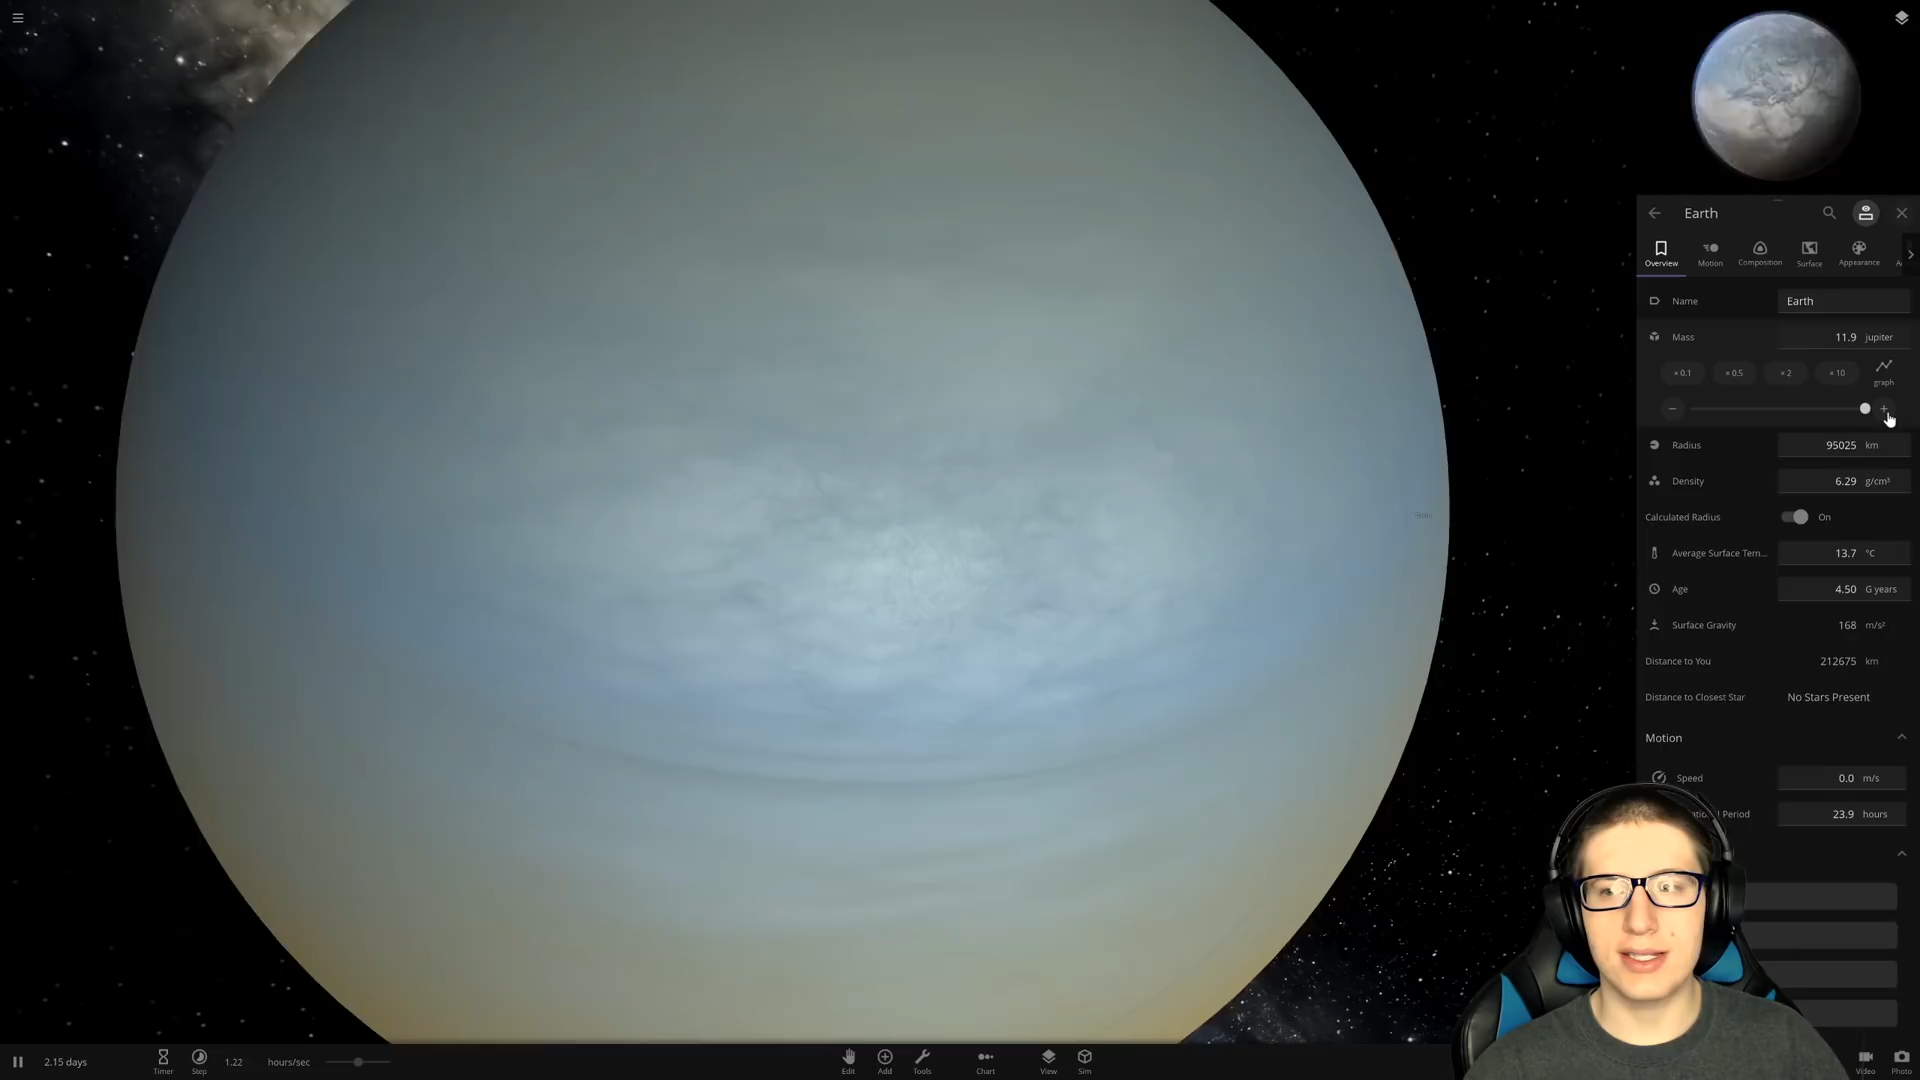 Earth
Overview
Motion
Composition
Surface
Appearance
Name Earth
Mass 11.9 jupiter
× 0.1 × 0.5 × 2 × 10 graph
Radius 95025 km
Density 6.29 g/cm³
Calculated Radius On
Average Surface Tem... 13.7 °C
Age 4.50 G years
Surface Gravity 168 m/s²
Distance to You 212675 km
Distance to Closest Star No Stars Present
Motion
Speed 0.0 m/s
Period 23.9 hours
2.15 days
Timer
Step
1.22 hours/sec
Edit
Add
Tools
Chart
View
Sim
Video
Photo